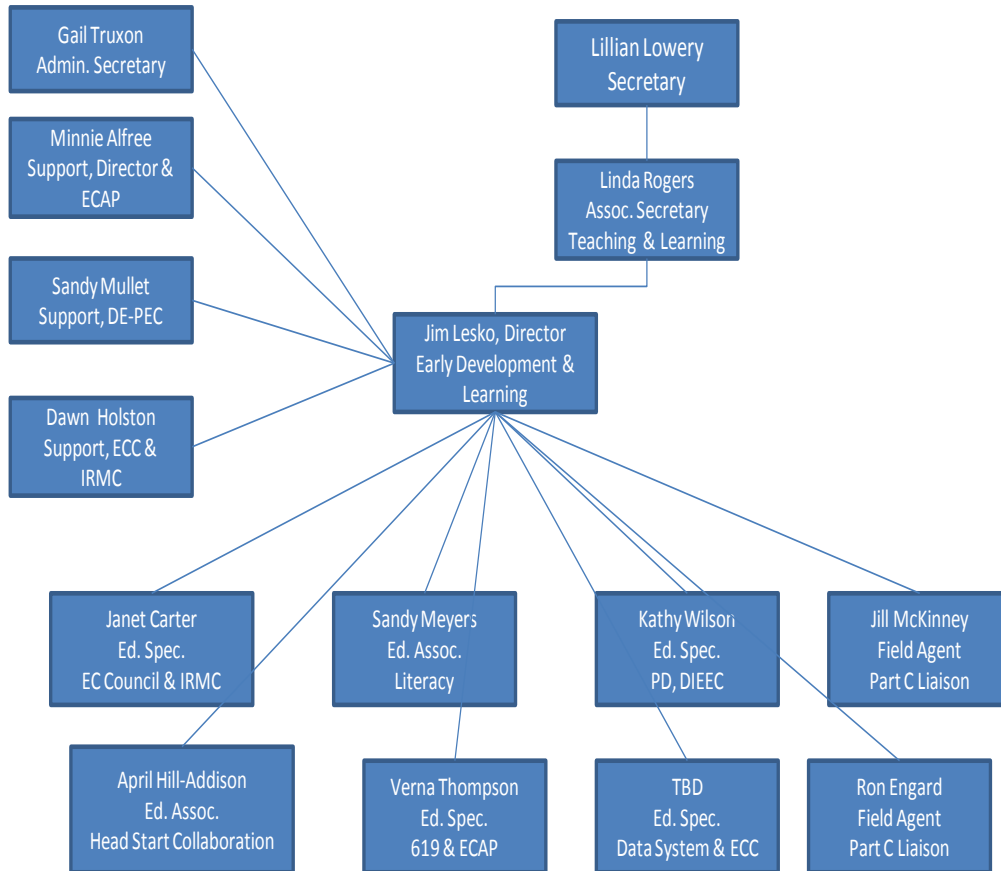 Gail Truxon
Admin. Secretary
Lillian Lowery
Secretary
Minnie Alfree
Support, Director &
ECAP
Linda Rogers
Assoc. Secretary
Teaching & Learning
Sandy Mullet
Support, DE-PEC
Jim Lesko, Director
Early Development &
Learning
Dawn Holston
Support, ECC &
IRMC
Janet Carter
Ed. Spec.
EC Council & IRMC
Sandy Meyers
Ed. Assoc.
Literacy
Kathy Wilson
Ed. Spec.
PD, DIEEC
Jill McKinney
Field Agent
Part C Liaison
April Hill-Addison
Ed. Assoc.
Head Start Collaboration
Verna Thompson
Ed. Spec.
619 & ECAP
TBD
Ed. Spec.
Data System & ECC
Ron Engard
Field Agent
Part C Liaison